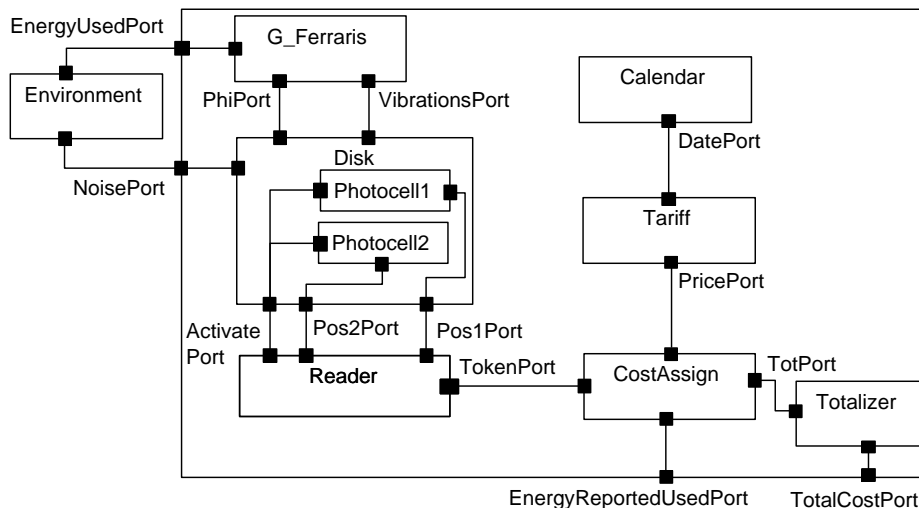 EnergyUsedPort
G_Ferraris
Calendar
Environment
PhiPort
VibrationsPort
DatePort
Disk
NoisePort
Photocell1
Tariff
Photocell2
PricePort
Activate
Port
Pos2Port
Pos1Port
Reader
TokenPort
CostAssign
TotPort
Totalizer
EnergyReportedUsedPort
TotalCostPort